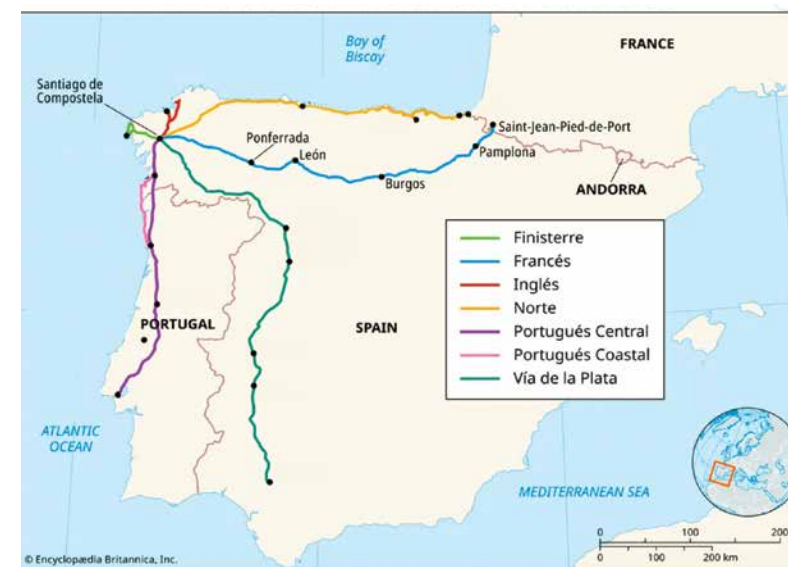 Bay of
Biscay
FRANCE
Santiago de
Compostela
Ponferrada
León
Burgos
Saint-Jean-Pied-de-Port
Pamplona
ANDORRA
Finisterre
Francés
Inglés
Norte
Portugués Central
Portugués Coastal
Vía de la Plata
PORTUGAL
SPAIN
ATLANTIC
OCEAN
MEDITERRANEAN SEA
0 100 200
0 100 200 km
© Encyclopædia Britannica, Inc.